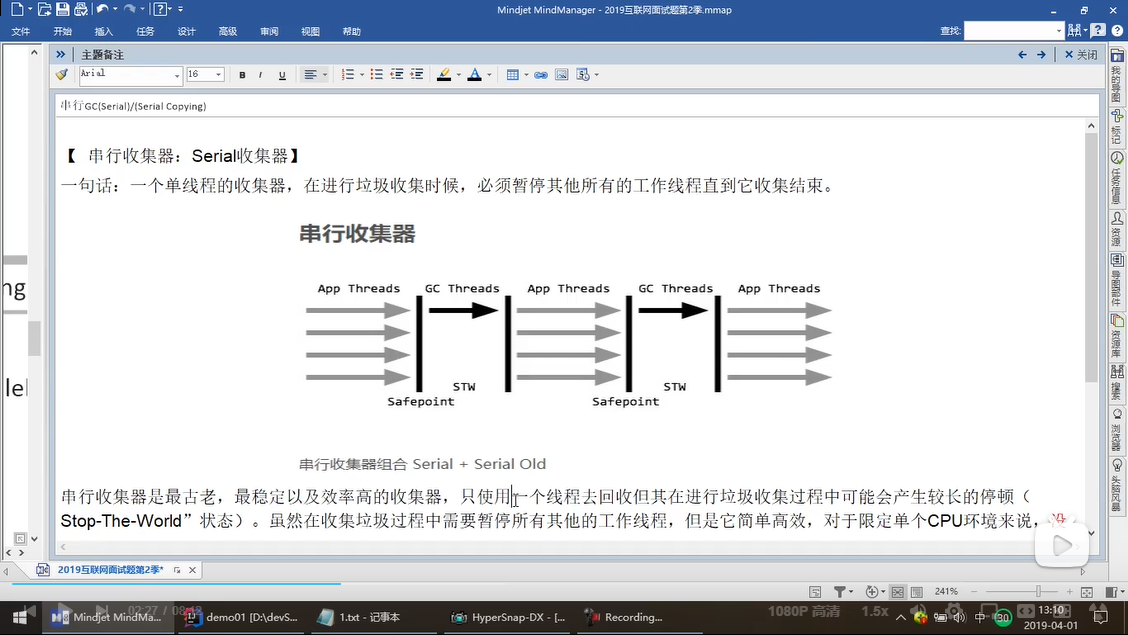 Mindjet MindManager - 2019互联网面试题第2季.mmap
文件 开始 插入 任务 设计 高级 审阅 视图 帮助
查找:
主题备注
关闭
Arial 16 B I U
串行GC(Serial)/(Serial Copying)
【 串行收集器：Serial收集器】
一句话：一个单线程的收集器，在进行垃圾收集时候，必须暂停其他所有的工作线程直到它收集结束。
串行收集器
App Threads GC Threads App Threads GC Threads App Threads
STW STW
Safepoint Safepoint
串行收集器组合 Serial + Serial Old
串行收集器是最古老，最稳定以及效率高的收集器，只使用一个线程去回收但其在进行垃圾收集过程中可能会产生较长的停顿（
Stop-The-World”状态）。虽然在收集垃圾过程中需要暂停所有其他的工作线程，但是它简单高效，对于限定单个CPU环境来说，没
ng
lel
我的导图
标记
任务信息
资源
导图部件
资源库
搜索
浏览器
头脑风暴
2019互联网面试题第2季*
241%
02:27 / 08:48
1080P 高清 1.5x
Mindjet MindMa...
demo01 [D:\devS...
1.txt - 记事本
HyperSnap-DX - [...
Recording...
中 30
13:10
2019-04-01